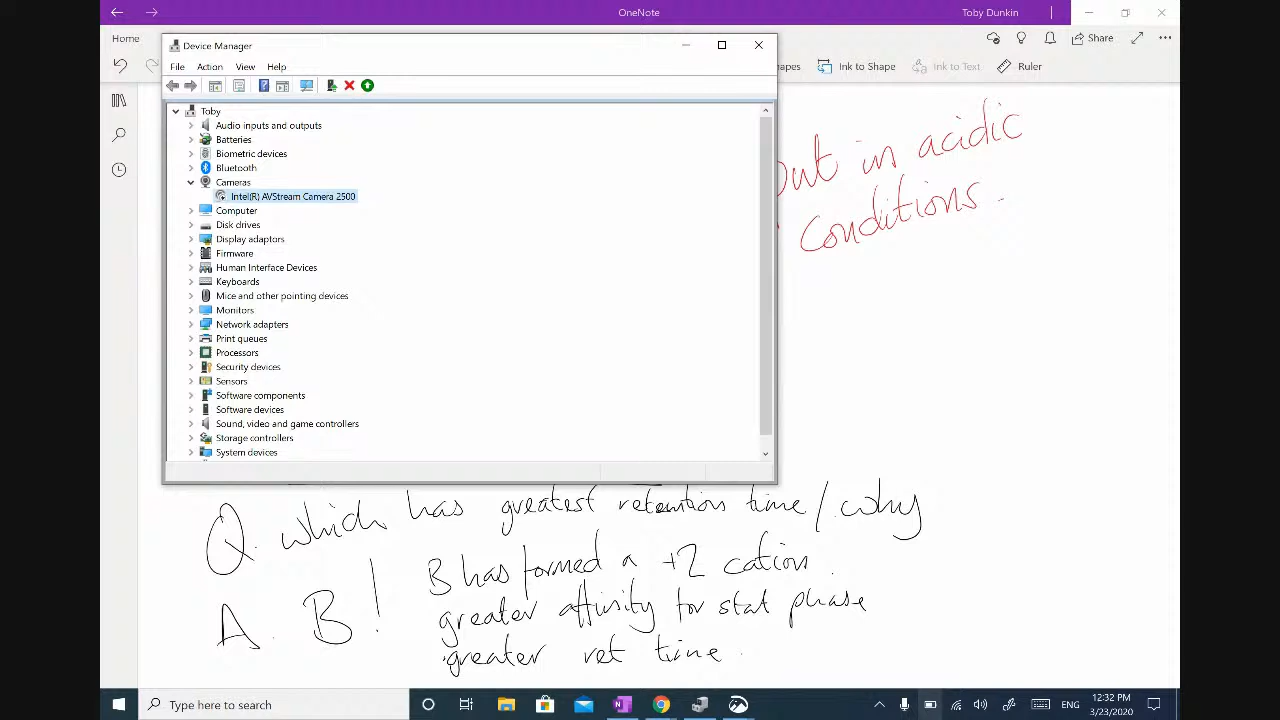 OneNote
Toby Dunkin
Home
Share
Device Manager
File Action View Help
apes
Ink to Shape
Ink to Text
Ruler
Toby
Audio inputs and outputs
Batteries
Biometric devices
Bluetooth
Cameras
Intel(R) AVStream Camera 2500
Computer
Disk drives
Display adaptors
Firmware
Human Interface Devices
Keyboards
Mice and other pointing devices
Monitors
Network adapters
Print queues
Processors
Security devices
Sensors
Software components
Software devices
Sound, video and game controllers
Storage controllers
System devices
out in acidic
conditions.
Q. which has greatest retention time/why
A. B! B has formed a +2 cation
greater affinity for stat phase
greater ret time.
Type here to search
ENG
12:32 PM
3/23/2020